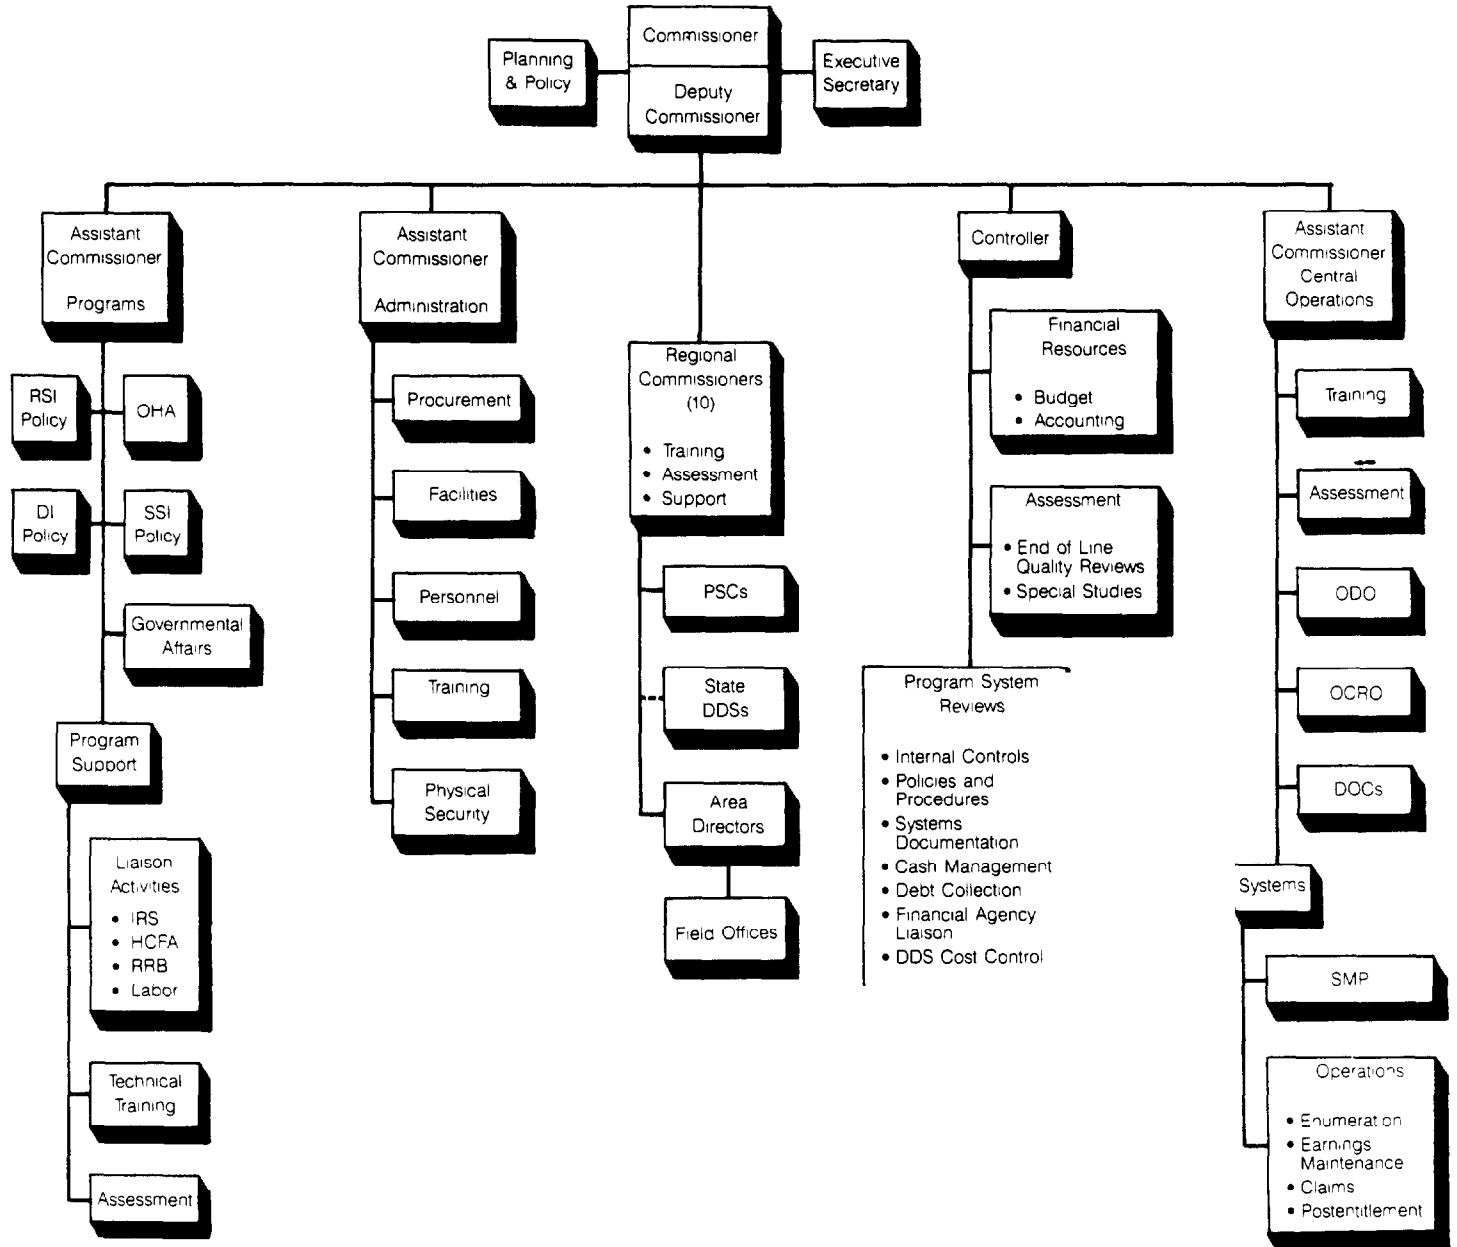 Commissioner
Deputy
Commissioner
Planning
& Policy
Executive
Secretary
Assistant
Commissioner
Programs
RSI
Policy
OHA
DI
Policy
SSI
Policy
Governmental
Affairs
Program
Support
Liaison
Activities
• IRS
• HCFA
• RRB
• Labor
Technical
Training
Assessment
Assistant
Commissioner
Administration
Procurement
Facilities
Personnel
Training
Physical
Security
Regional
Commissioners
(10)
• Training
• Assessment
• Support
PSCs
State
DDSs
Area
Directors
Field Offices
Controller
Financial
Resources
• Budget
• Accounting
Assessment
• End of Line
Quality Reviews
• Special Studies
Program System
Reviews
• Internal Controls
• Policies and
Procedures
• Systems
Documentation
• Cash Management
• Debt Collection
• Financial Agency
Liaison
• DDS Cost Control
Assistant
Commissioner
Central
Operations
Training
Assessment
ODO
OCRO
DOCs
Systems
SMP
Operations
• Enumeration
• Earnings
Maintenance
• Claims
• Postentitlement